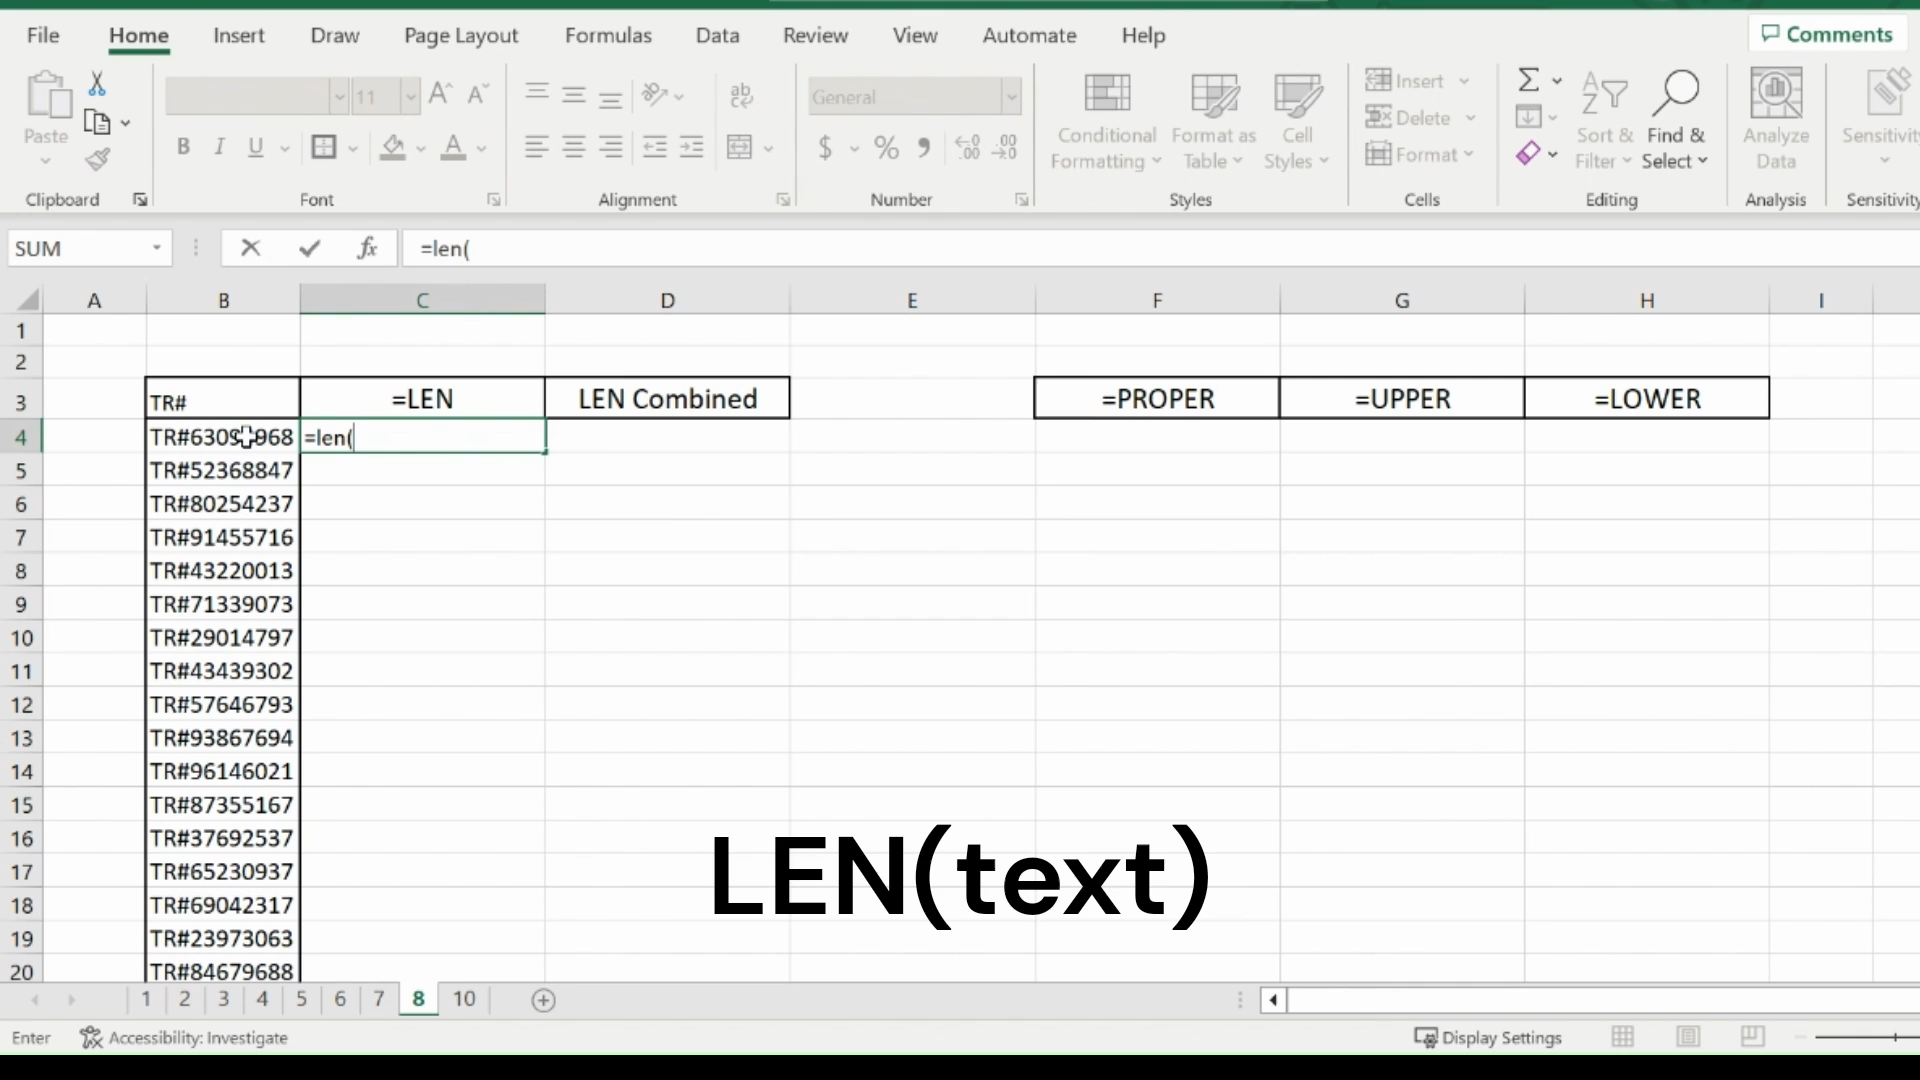 File Home Insert Draw Page Layout Formulas Data Review View Automate Help Comments
Paste
Clipboard
11 A^ A˅
B I U A
Font
ab
Alignment
General
$ % 9 .00 .00
Number
Conditional Formatting
Format as Table
Cell Styles
Styles
Insert
Delete
Format
Cells
Σ
Sort & Filter
Find & Select
Editing
Analyze Data
Analysis
Sensitivity
Sensitivity
SUM fx =len(
A B C D E F G H I
1
2
3 TR# =LEN LEN Combined =PROPER =UPPER =LOWER
4 =len(
5 TR#52368847
6 TR#80254237
7 TR#91455716
8 TR#43220013
9 TR#71339073
10 TR#29014797
11 TR#43439302
12 TR#57646793
13 TR#93867694
14 TR#96146021
15 TR#87355167
16 TR#37692537
17 TR#65230937
18 TR#69042317
19 TR#23973063
20 TR#84679688
LEN(text)
1 2 3 4 5 6 7 8 10
Enter Accessibility: Investigate Display Settings